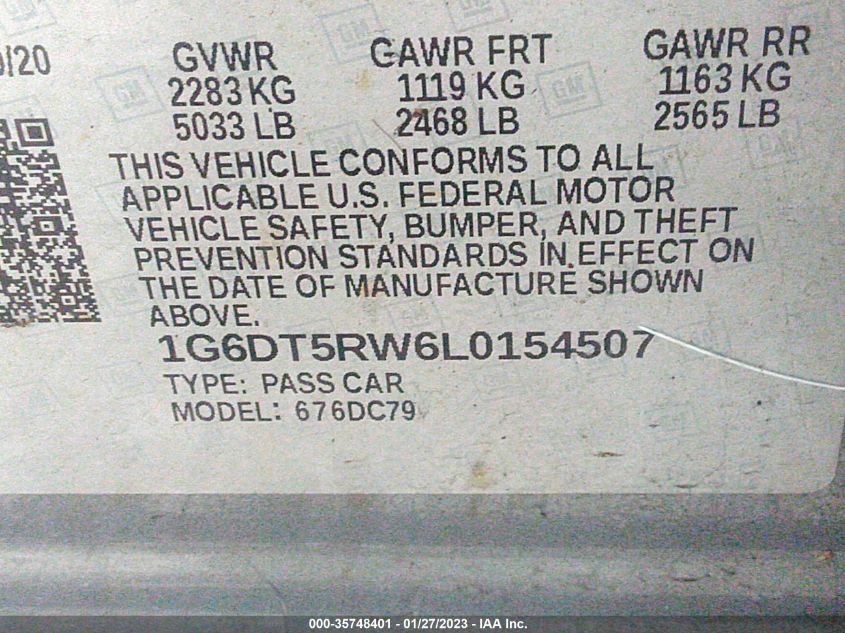 0/20
GVWR GAWR FRT GAWR RR
2283 KG 1119 KG 1163 KG
5033 LB 2468 LB 2565 LB
THIS VEHICLE CONFORMS TO ALL
APPLICABLE U.S. FEDERAL MOTOR
VEHICLE SAFETY, BUMPER, AND THEFT
PREVENTION STANDARDS IN EFFECT ON
THE DATE OF MANUFACTURE SHOWN
ABOVE.
1G6DT5RW6L0154507
TYPE: PASS CAR
MODEL: 676DC79
000-35748401 - 01/27/2023 - IAA Inc.